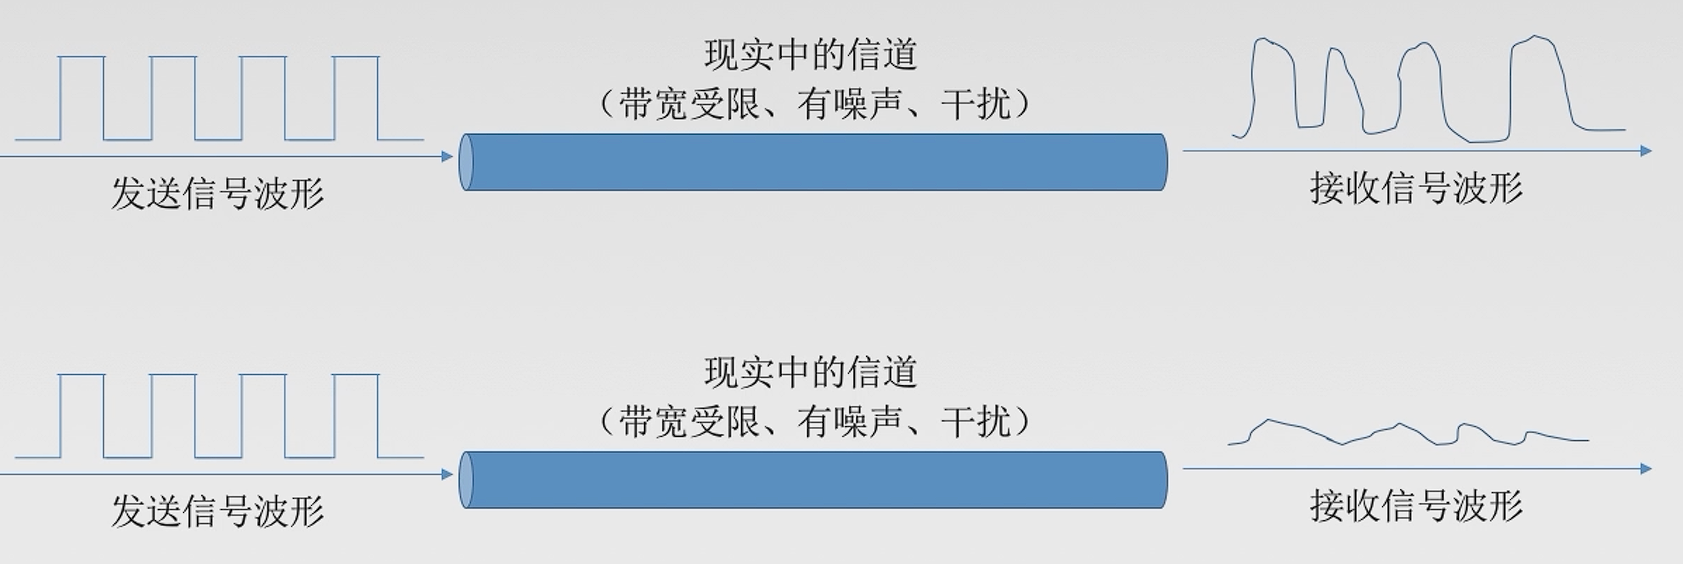 现实中的信道
（带宽受限、有噪声、干扰）
发送信号波形
接收信号波形
现实中的信道
（带宽受限、有噪声、干扰）
发送信号波形
接收信号波形